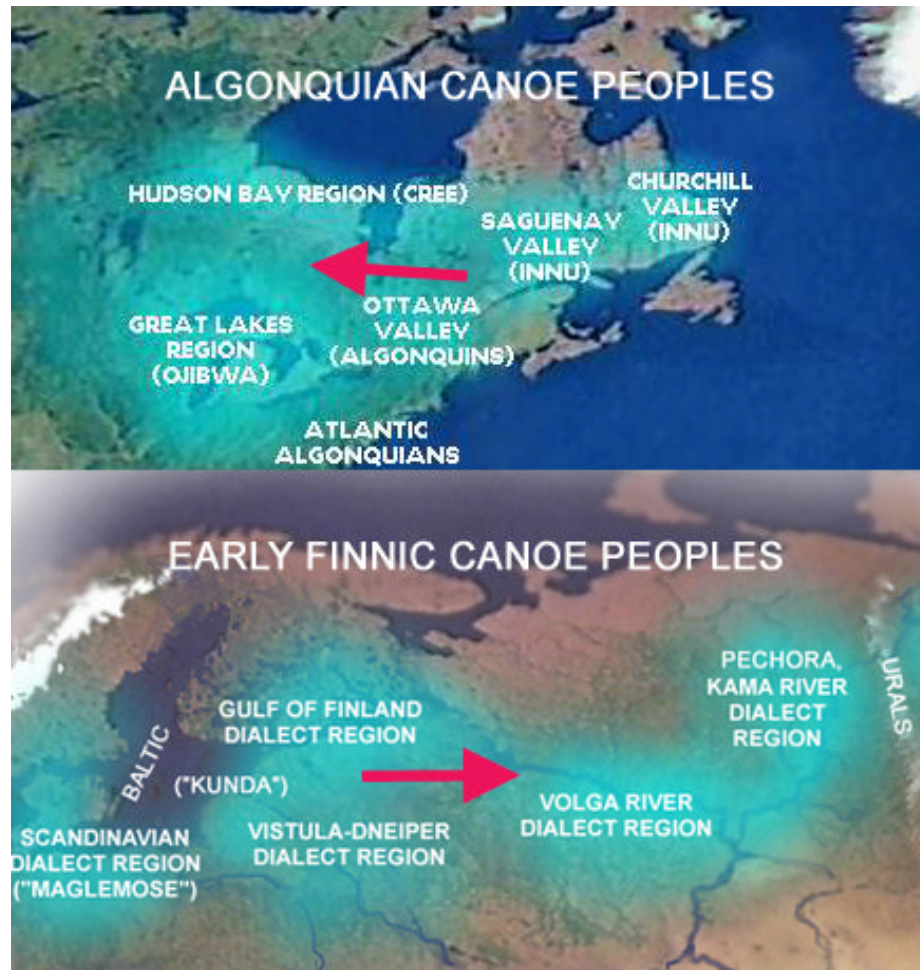 ALGONQUIAN CANOE PEOPLES
HUDSON BAY REGION (CREE)
CHURCHILL
VALLEY
(INNU)
SAGUENAY
VALLEY
(INNU)
OTTAWA
VALLEY
(ALGONQUINS)
GREAT LAKES
REGION
(OJIBWA)
ATLANTIC
ALGONQUIANS
EARLY FINNIC CANOE PEOPLES
PECHORA,
KAMA RIVER
DIALECT
REGION
URALS
GULF OF FINLAND
DIALECT REGION
BALTIC
("KUNDA")
VOLGA RIVER
DIALECT REGION
SCANDINAVIAN
DIALECT REGION
("MAGLEMOSE")
VISTULA-DNEIPER
DIALECT REGION